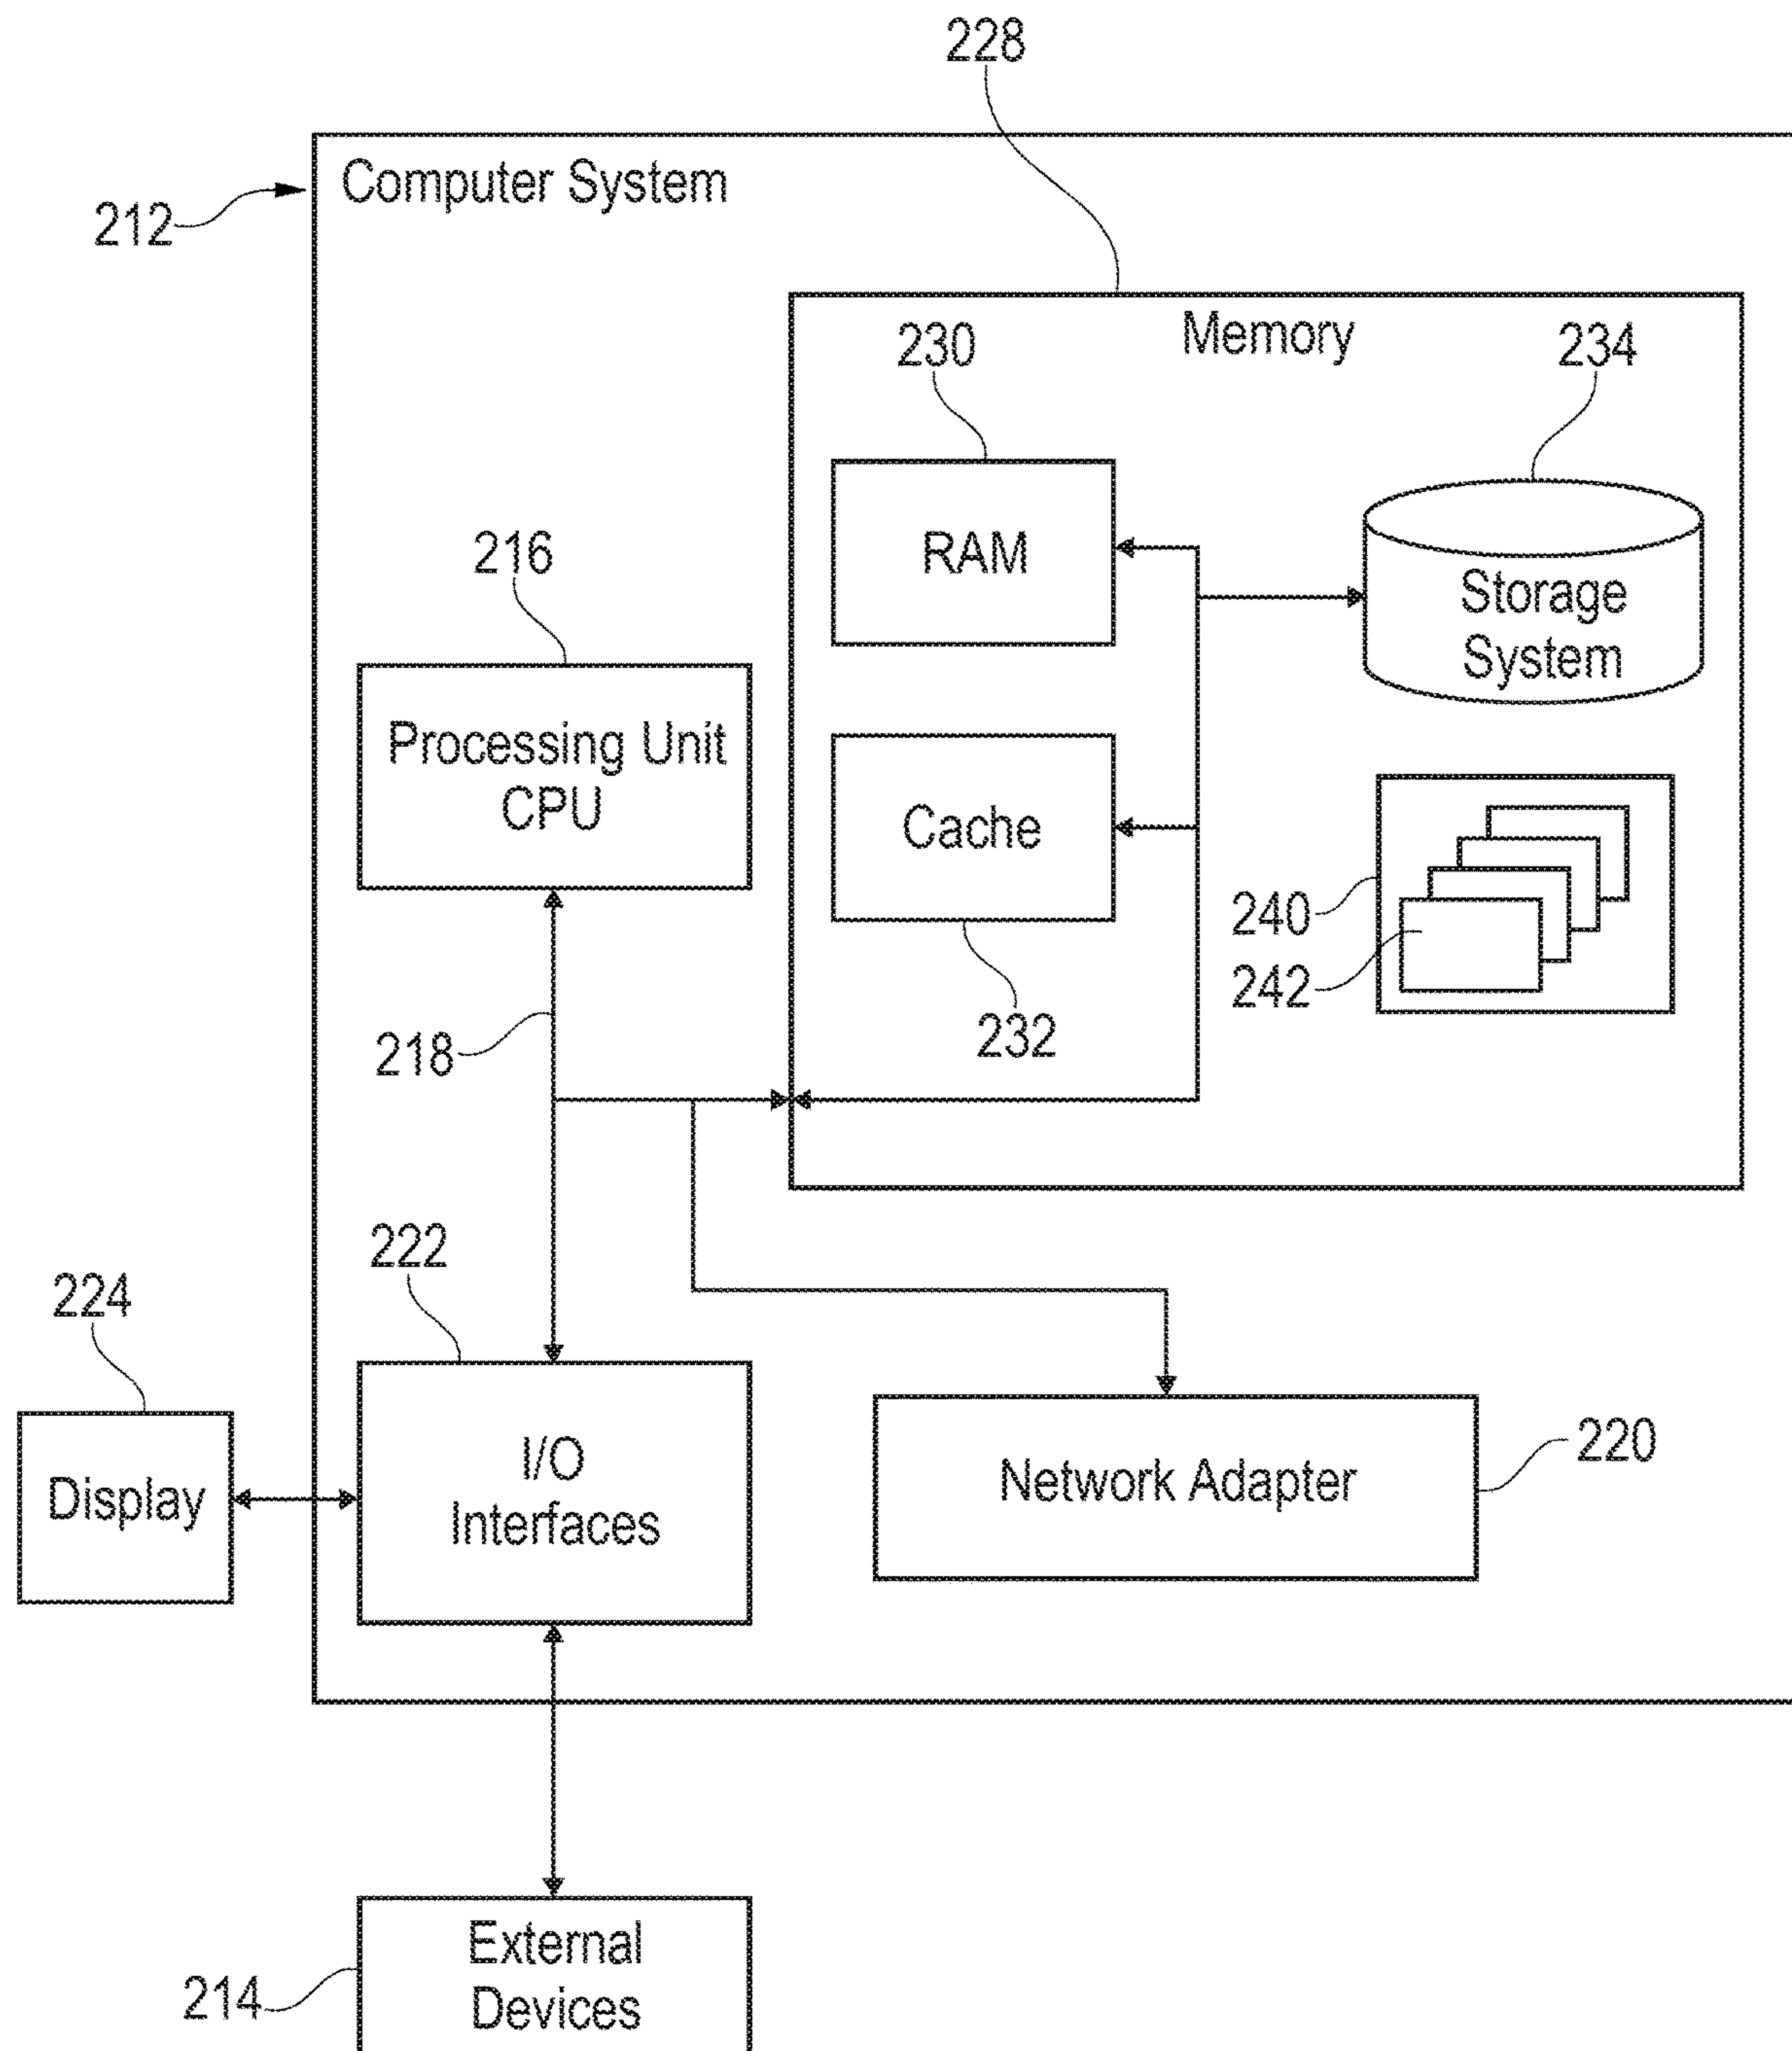 228
Computer System
212
Memory
230
234
RAM
Storage
System
216
Processing Unit
CPU
Cache
240
242
232
218
222
224
I/O
Interfaces
Display
Network Adapter
220
External
Devices
214